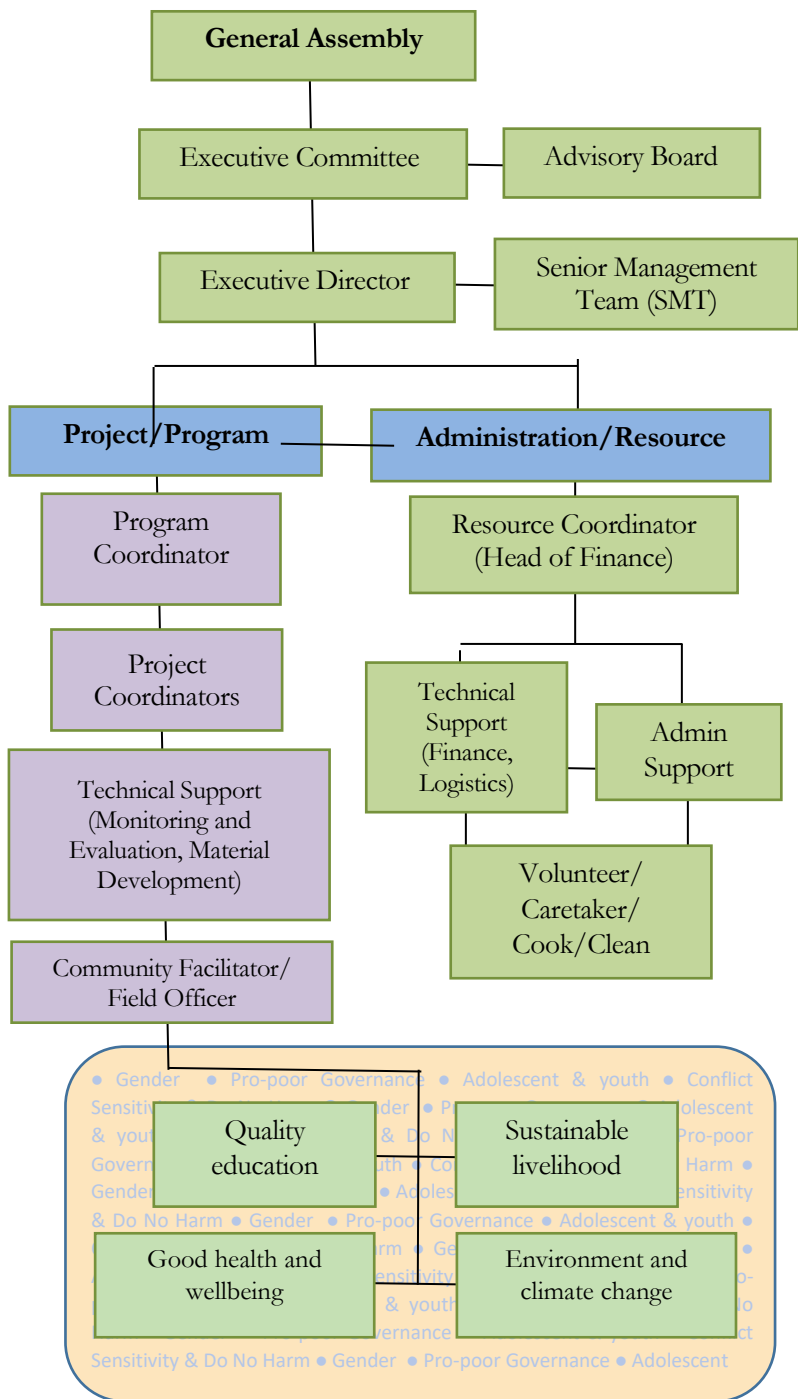 General Assembly
Executive Committee
Advisory Board
Executive Director
Senior Management
Team (SMT)
Project/Program
Administration/Resource
Program
Coordinator
Resource Coordinator
(Head of Finance)
Project
Coordinators
Technical
Support
(Finance,
Logistics)
Admin
Support
Technical Support
(Monitoring and
Evaluation, Material
Development)
Volunteer/
Caretaker/
Cook/Clean
Community Facilitator/
Field Officer
● Gender ● Pro-poor Governance ● Adolescent & youth ● Conflict
Quality
education
Sustainable
livelihood
& Do No Harm ● Gender ● Pro-poor Governance ● Adolescent & youth ●
Good health and
wellbeing
Environment and
climate change
Sensitivity & Do No Harm ● Gender ● Pro-poor Governance ● Adolescent